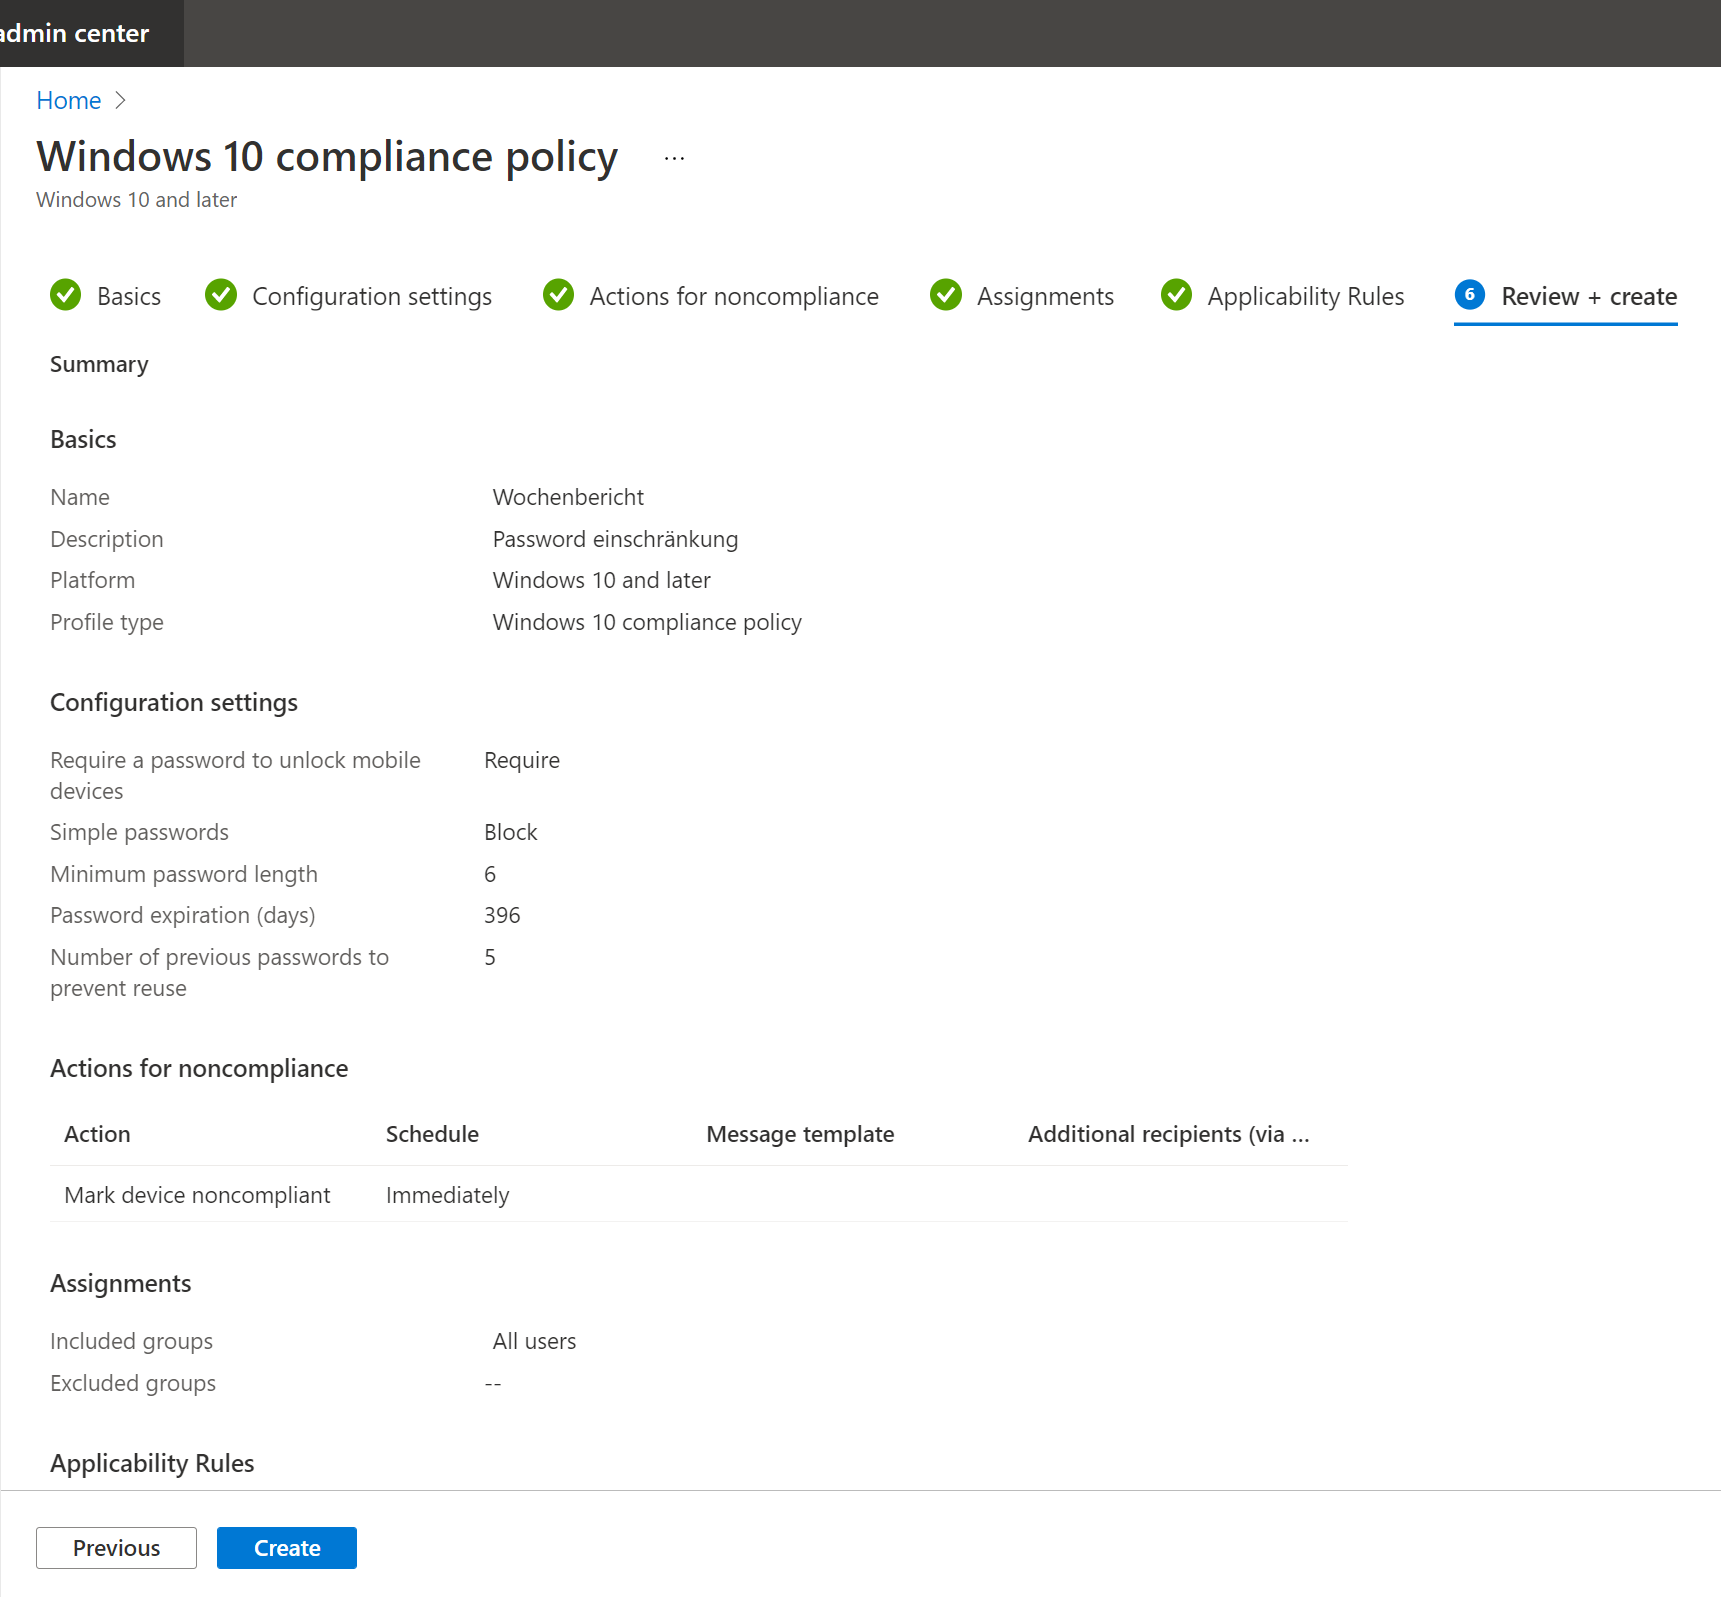 admin center
Home
Windows 10 compliance policy ...
Windows 10 and later
Basics Configuration settings Actions for noncompliance Assignments Applicability Rules 6 Review + create
Summary
Basics
Name Wochenbericht
Description Password einschränkung
Platform Windows 10 and later
Profile type Windows 10 compliance policy
Configuration settings
Require a password to unlock mobile Require
devices
Simple passwords Block
Minimum password length 6
Password expiration (days) 396
Number of previous passwords to 5
prevent reuse
Actions for noncompliance
Action Schedule Message template Additional recipients (via ...
Mark device noncompliant Immediately
Assignments
Included groups All users
Excluded groups --
Applicability Rules
Previous Create